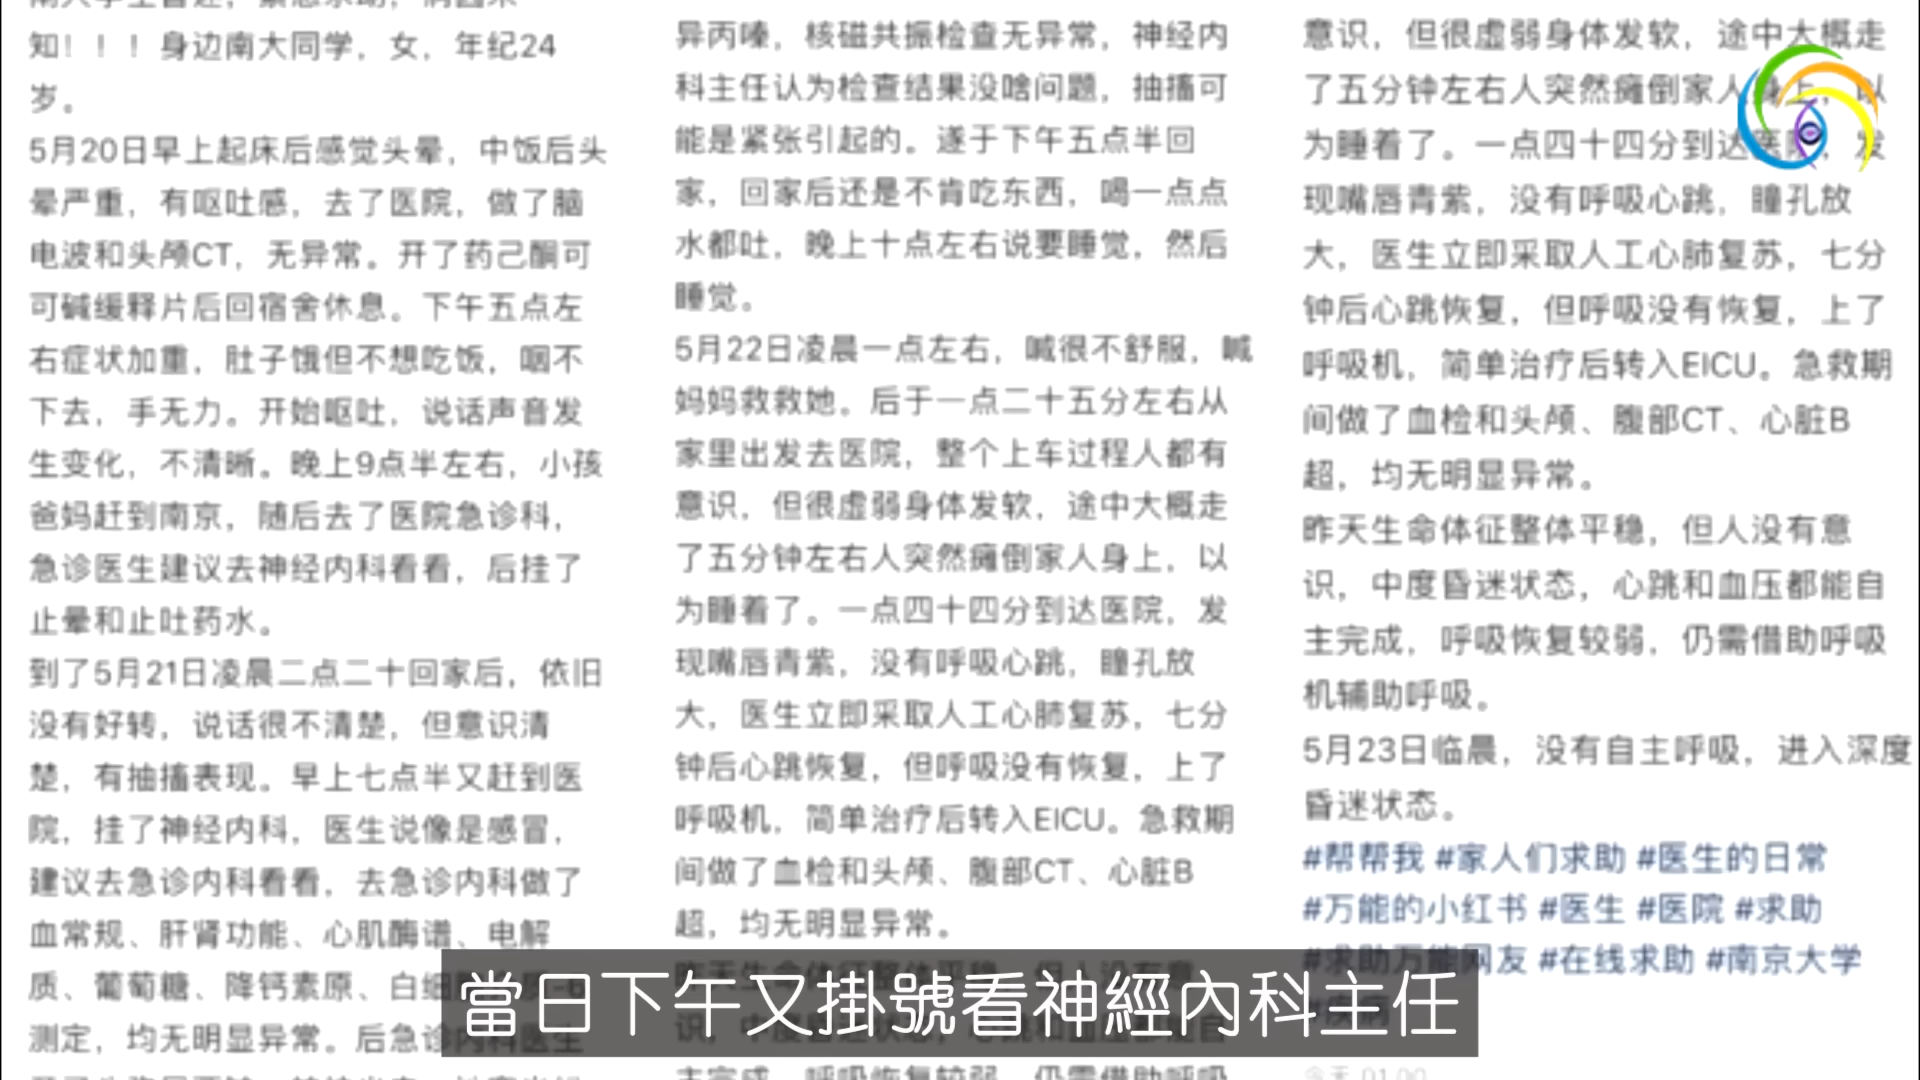 知！！！身边南大同学，女，年纪24
岁。
5月20日早上起床后感觉头晕，中饭后头
晕严重，有呕吐感，去了医院，做了脑
电波和头颅CT，无异常。开了药己酮可
可碱缓释片后回宿舍休息。下午五点左
右症状加重，肚子饿但不想吃饭，咽不
下去，手无力。开始呕吐，说话声音发
生变化，不清晰。晚上9点半左右，小孩
爸妈赶到南京，随后去了医院急诊科，
急诊医生建议去神经内科看看，后挂了
止晕和止吐药水。
到了5月21日凌晨二点二十回家后，依旧
没有好转，说话很不清楚，但意识清
楚，有抽搐表现。早上七点半又赶到医
院，挂了神经内科，医生说像是感冒，
建议去急诊内科看看，去急诊内科做了
血常规、肝肾功能、心肌酶谱、电解
质、葡萄糖、降钙素原、白细
测定，均无明显异常。后急诊内科医生
异丙嗪，核磁共振检查无异常，神经内
科主任认为检查结果没啥问题，抽搐可
能是紧张引起的。遂于下午五点半回
家，回家后还是不肯吃东西，喝一点点
水都吐，晚上十点左右说要睡觉，然后
睡觉。
5月22日凌晨一点左右，喊很不舒服，喊
妈妈救救她。后于一点二十五分左右从
家里出发去医院，整个上车过程人都有
意识，但很虚弱身体发软，途中大概走
了五分钟左右人突然瘫倒家人身上，以
为睡着了。一点四十四分到达医院，发
现嘴唇青紫，没有呼吸心跳，瞳孔放
大，医生立即采取人工心肺复苏，七分
钟后心跳恢复，但呼吸没有恢复，上了
呼吸机，简单治疗后转入EICU。急救期
间做了血检和头颅、腹部CT、心脏B
超，均无明显异常。
意识，但很虚弱身体发软，途中大概走
了五分钟左右人突然瘫倒家人身上，以
为睡着了。一点四十四分到达医院，发
现嘴唇青紫，没有呼吸心跳，瞳孔放
大，医生立即采取人工心肺复苏，七分
钟后心跳恢复，但呼吸没有恢复，上了
呼吸机，简单治疗后转入EICU。急救期
间做了血检和头颅、腹部CT、心脏B
超，均无明显异常。
昨天生命体征整体平稳，但人没有意
识，中度昏迷状态，心跳和血压都能自
主完成，呼吸恢复较弱，仍需借助呼吸
机辅助呼吸。
5月23日临晨，没有自主呼吸，进入深度
昏迷状态。
#帮帮我 #家人们求助 #医生的日常
#万能的小红书 #医生 #医院 #求助
#求助万能网友 #在线求助 #南京大学
當日下午又掛號看神經內科主任